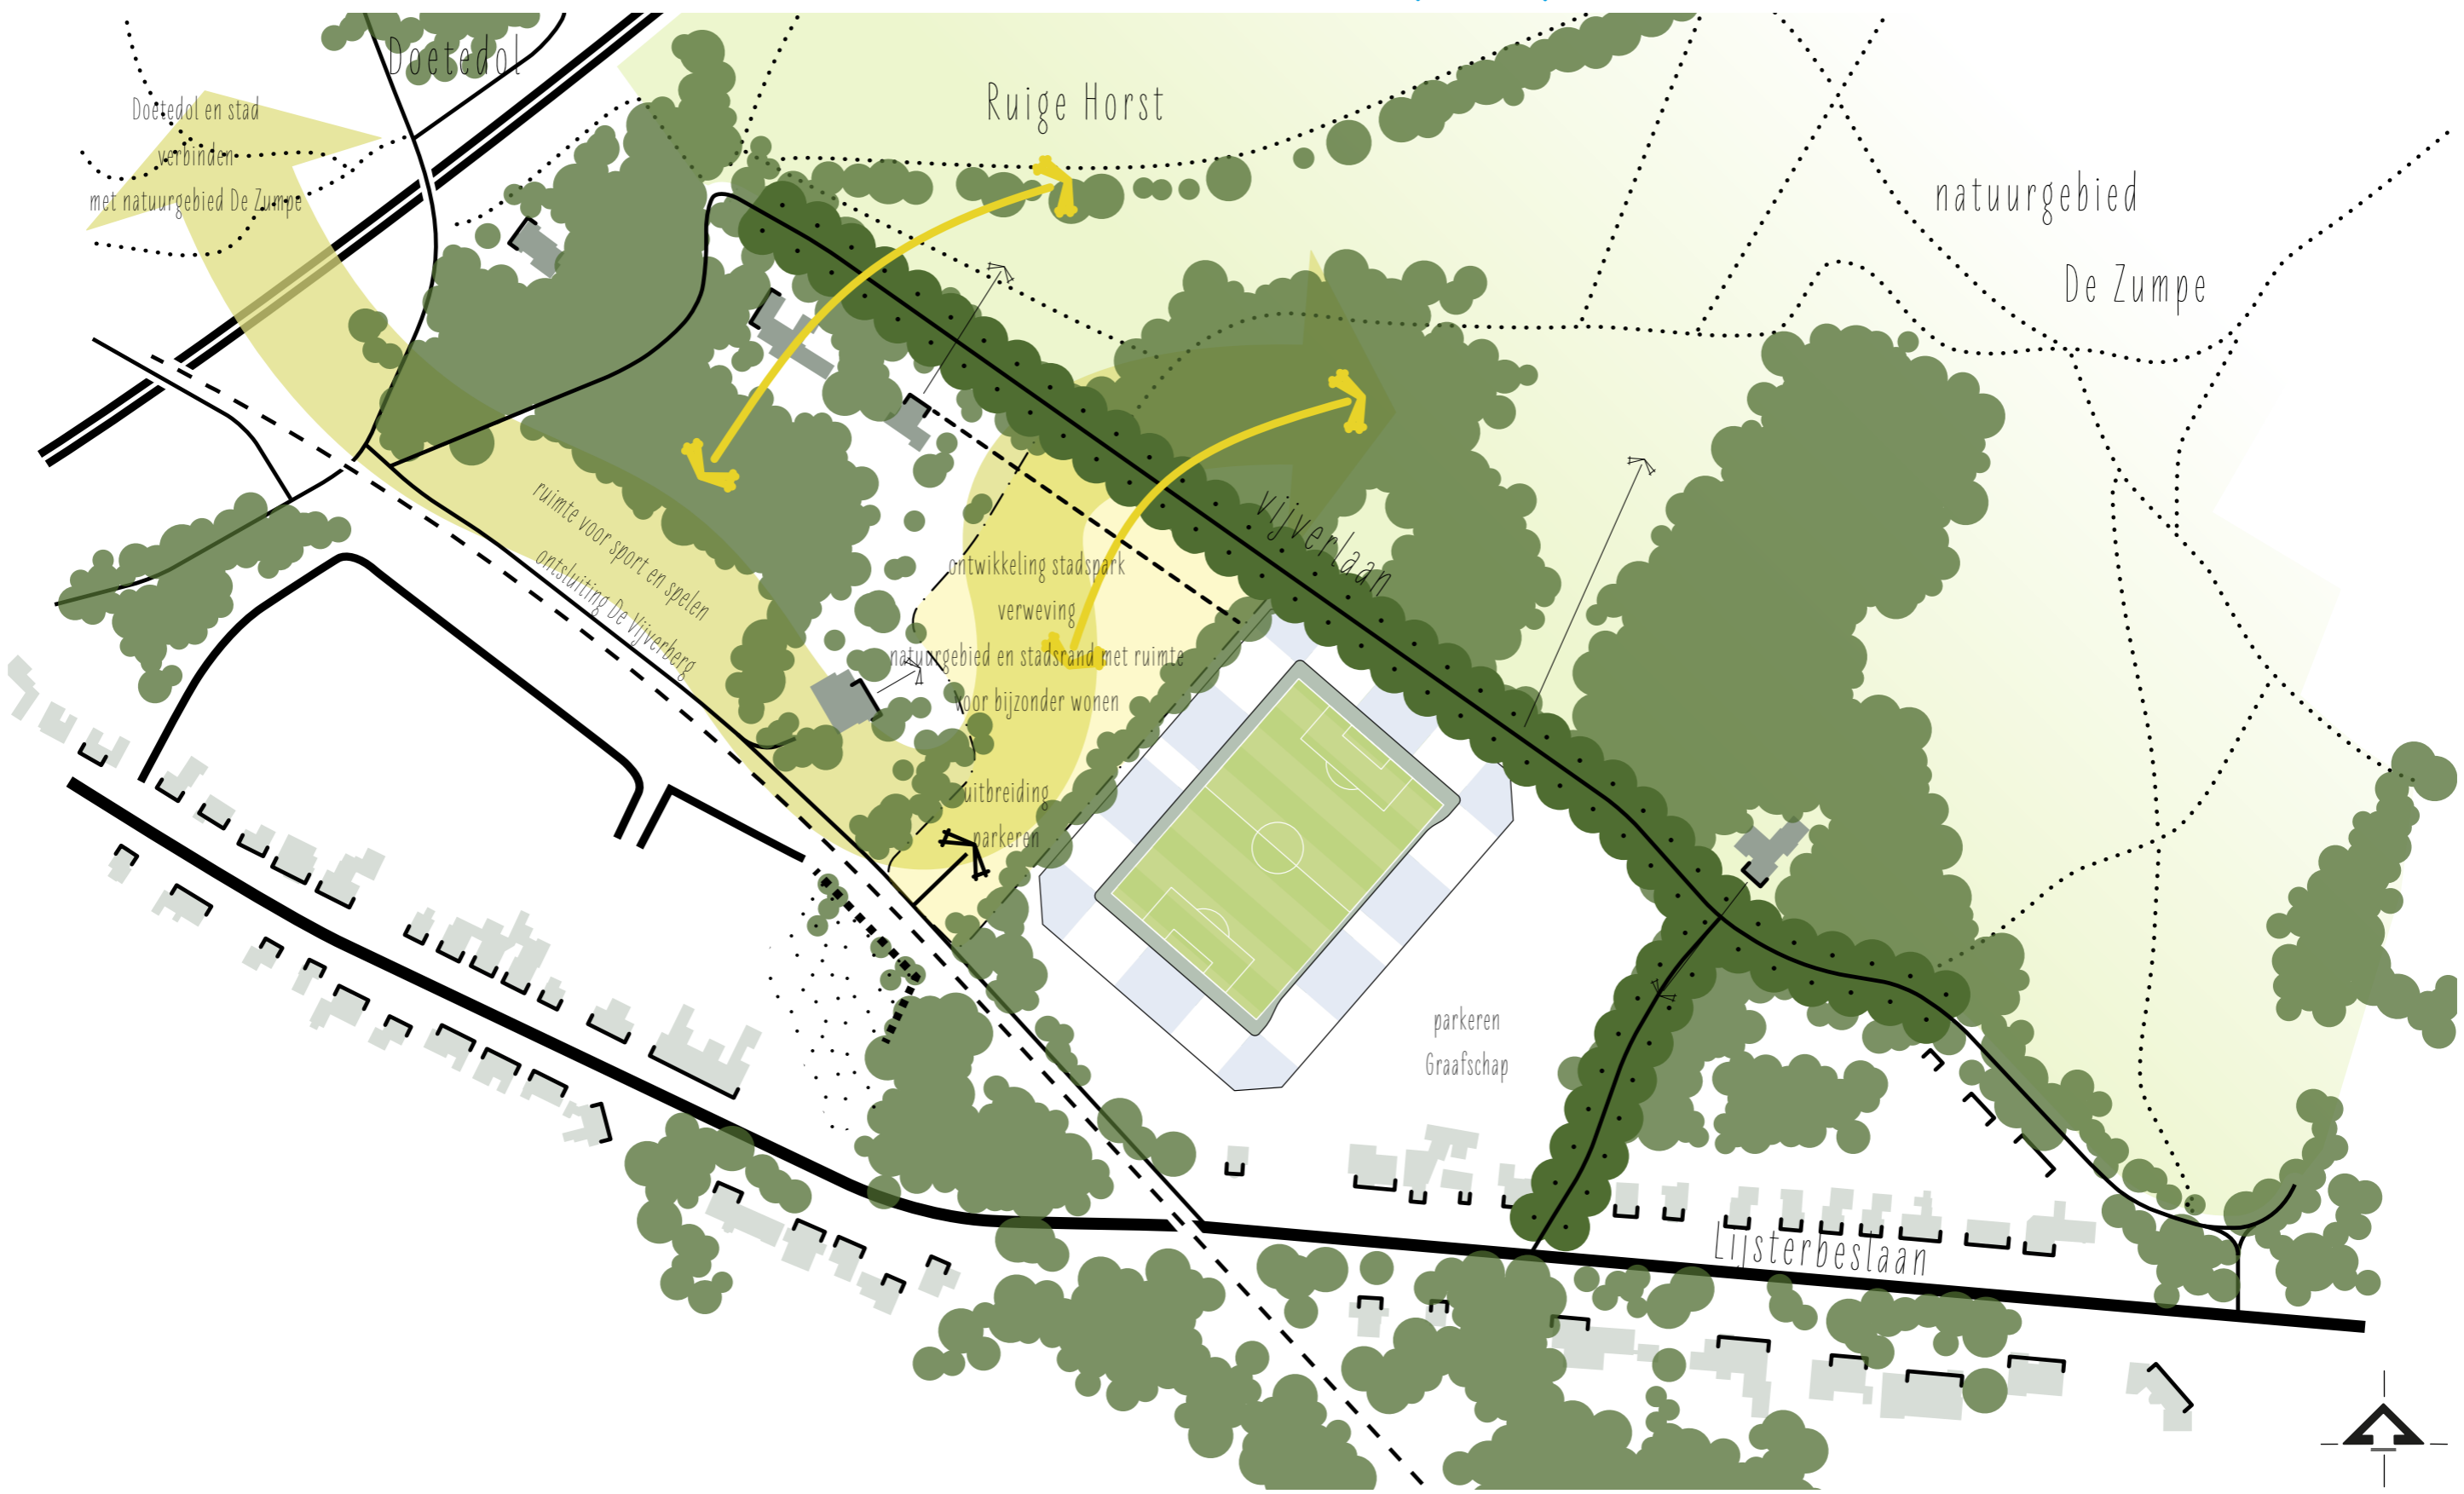 Doetedol
Doetedol en stad
verbinden
met natuurgebied De Zumpe
Ruige Horst
natuurgebied
De Zumpe
vijverlaan
ruimte voor sport en spelen
ontsluiting De Vijverberg
ontwikkeling stadspark
verweving
natuurgebied en stadsrand met ruimte
voor bijzonder wonen
uitbreiding
parkeren
parkeren
Graafschap
Lijsterbeslaan